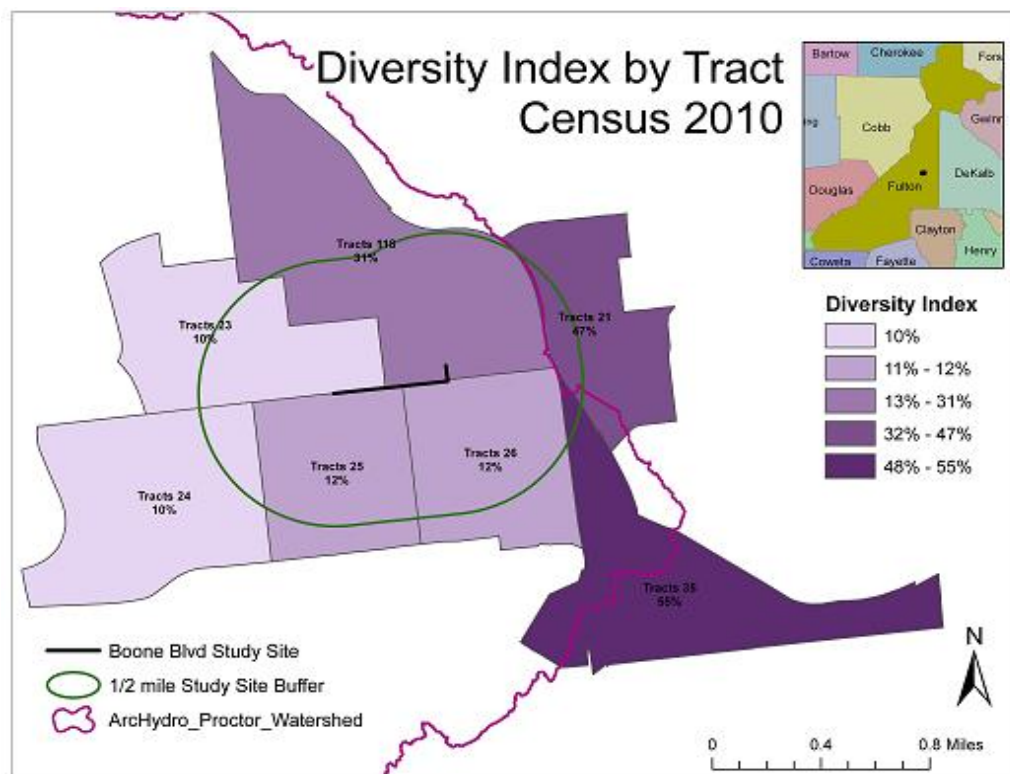 Diversity Index by Tract
Census 2010
Bartow
Cherokee
Fors
ing
Cobb
Gwinn
Douglas
Fulton
DeKalb
Clayton
Henry
Coweta
Fayette
Tracts 118
31%
Tracts 23
10%
Tracts 21
47%
Tracts 25
12%
Tracts 26
12%
Tracts 24
10%
Tracts 35
55%
Diversity Index
10%
11% - 12%
13% - 31%
32% - 47%
48% - 55%
Boone Blvd Study Site
1/2 mile Study Site Buffer
ArcHydro_Proctor_Watershed
N
0 0.4 0.8 Miles